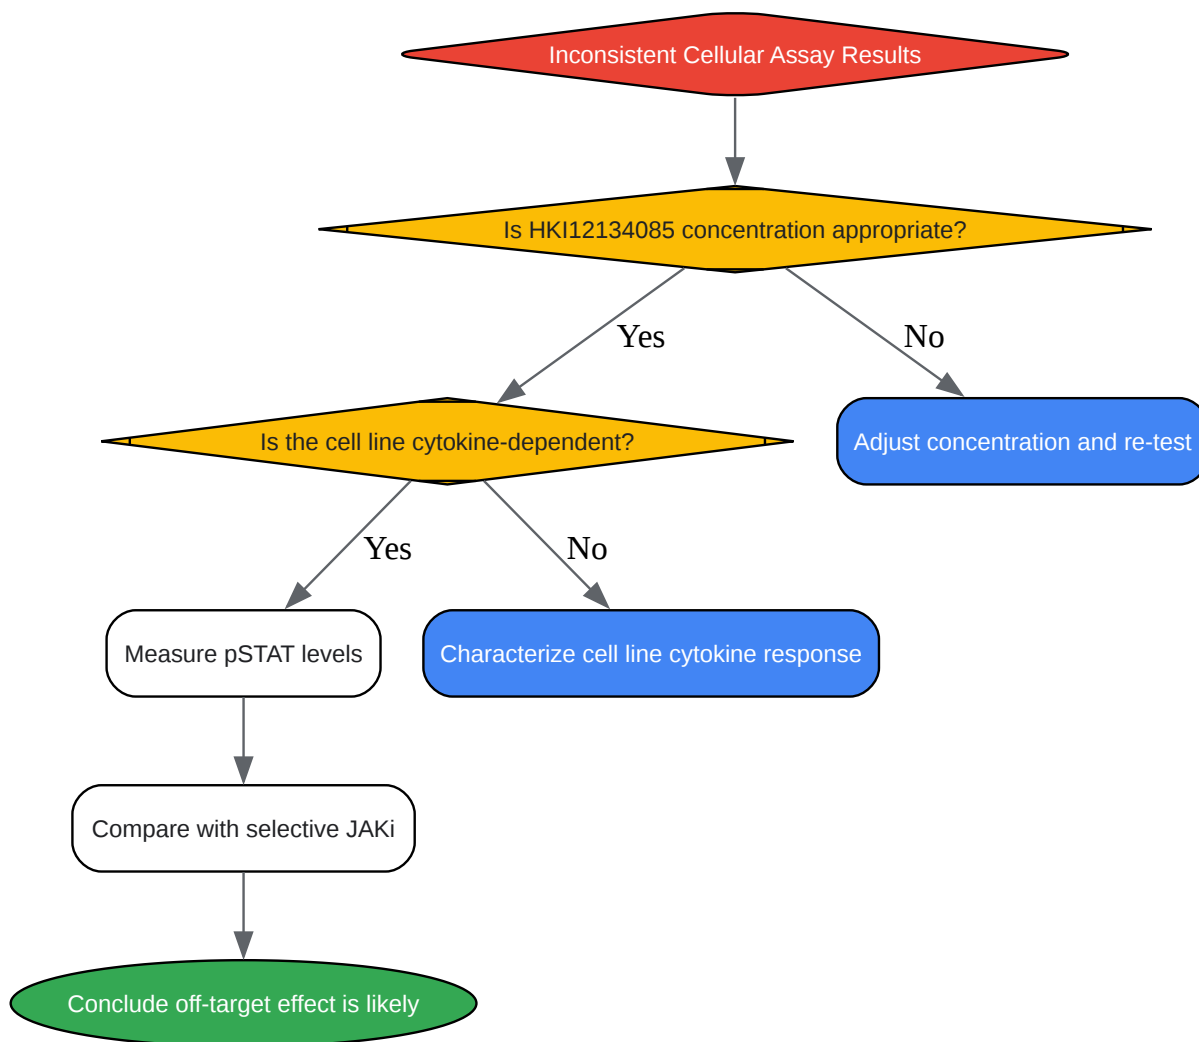 Inconsistent Cellular Assay Results
Is HKI12134085 concentration appropriate?
Yes
No
Is the cell line cytokine-dependent?
Adjust concentration and re-test
Yes
No
Measure pSTAT levels
Characterize cell line cytokine response
Compare with selective JAKi
Conclude off-target effect is likely